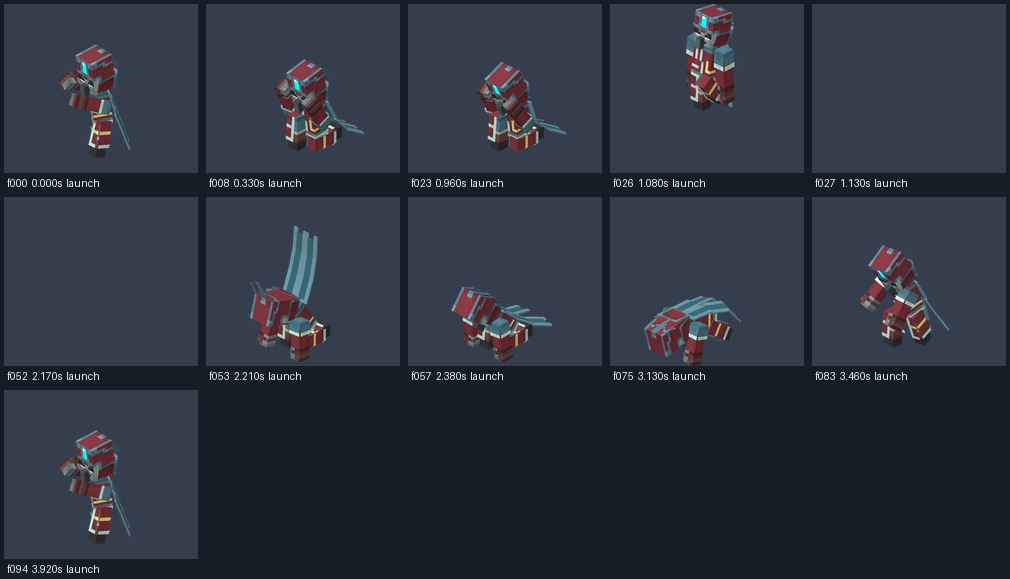 f000 0.000s launch
f008 0.330s launch
f023 0.960s launch
f026 1.080s launch
f027 1.130s launch
f052 2.170s launch
f053 2.210s launch
f057 2.380s launch
f075 3.130s launch
f083 3.460s launch
f094 3.920s launch